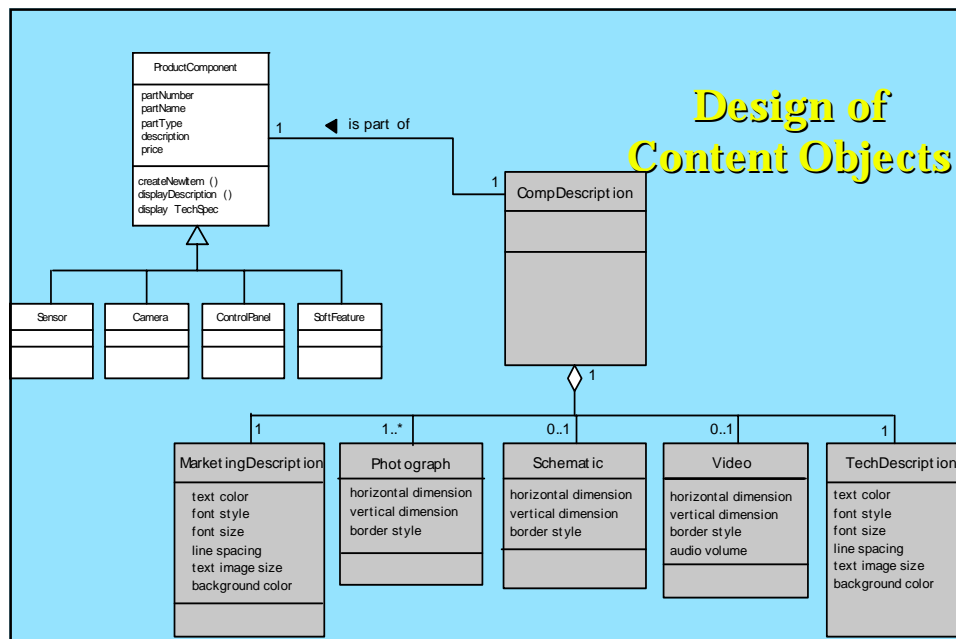 Design of
Content Objects
ProductComponent
partNumber
partName
partType
description
price
createNewItem ()
displayDescription ()
display TechSpec
1
is part of
1
CompDescription
Sensor
Camera
ControlPanel
SoftFeature
1
1
1..*
0..1
0..1
1
MarketingDescription
text color
font style
font size
line spacing
text image size
background color
Photograph
horizontal dimension
vertical dimension
border style
Schematic
horizontal dimension
vertical dimension
border style
Video
horizontal dimension
vertical dimension
border style
audio volume
TechDescription
text color
font style
font size
line spacing
text image size
background color